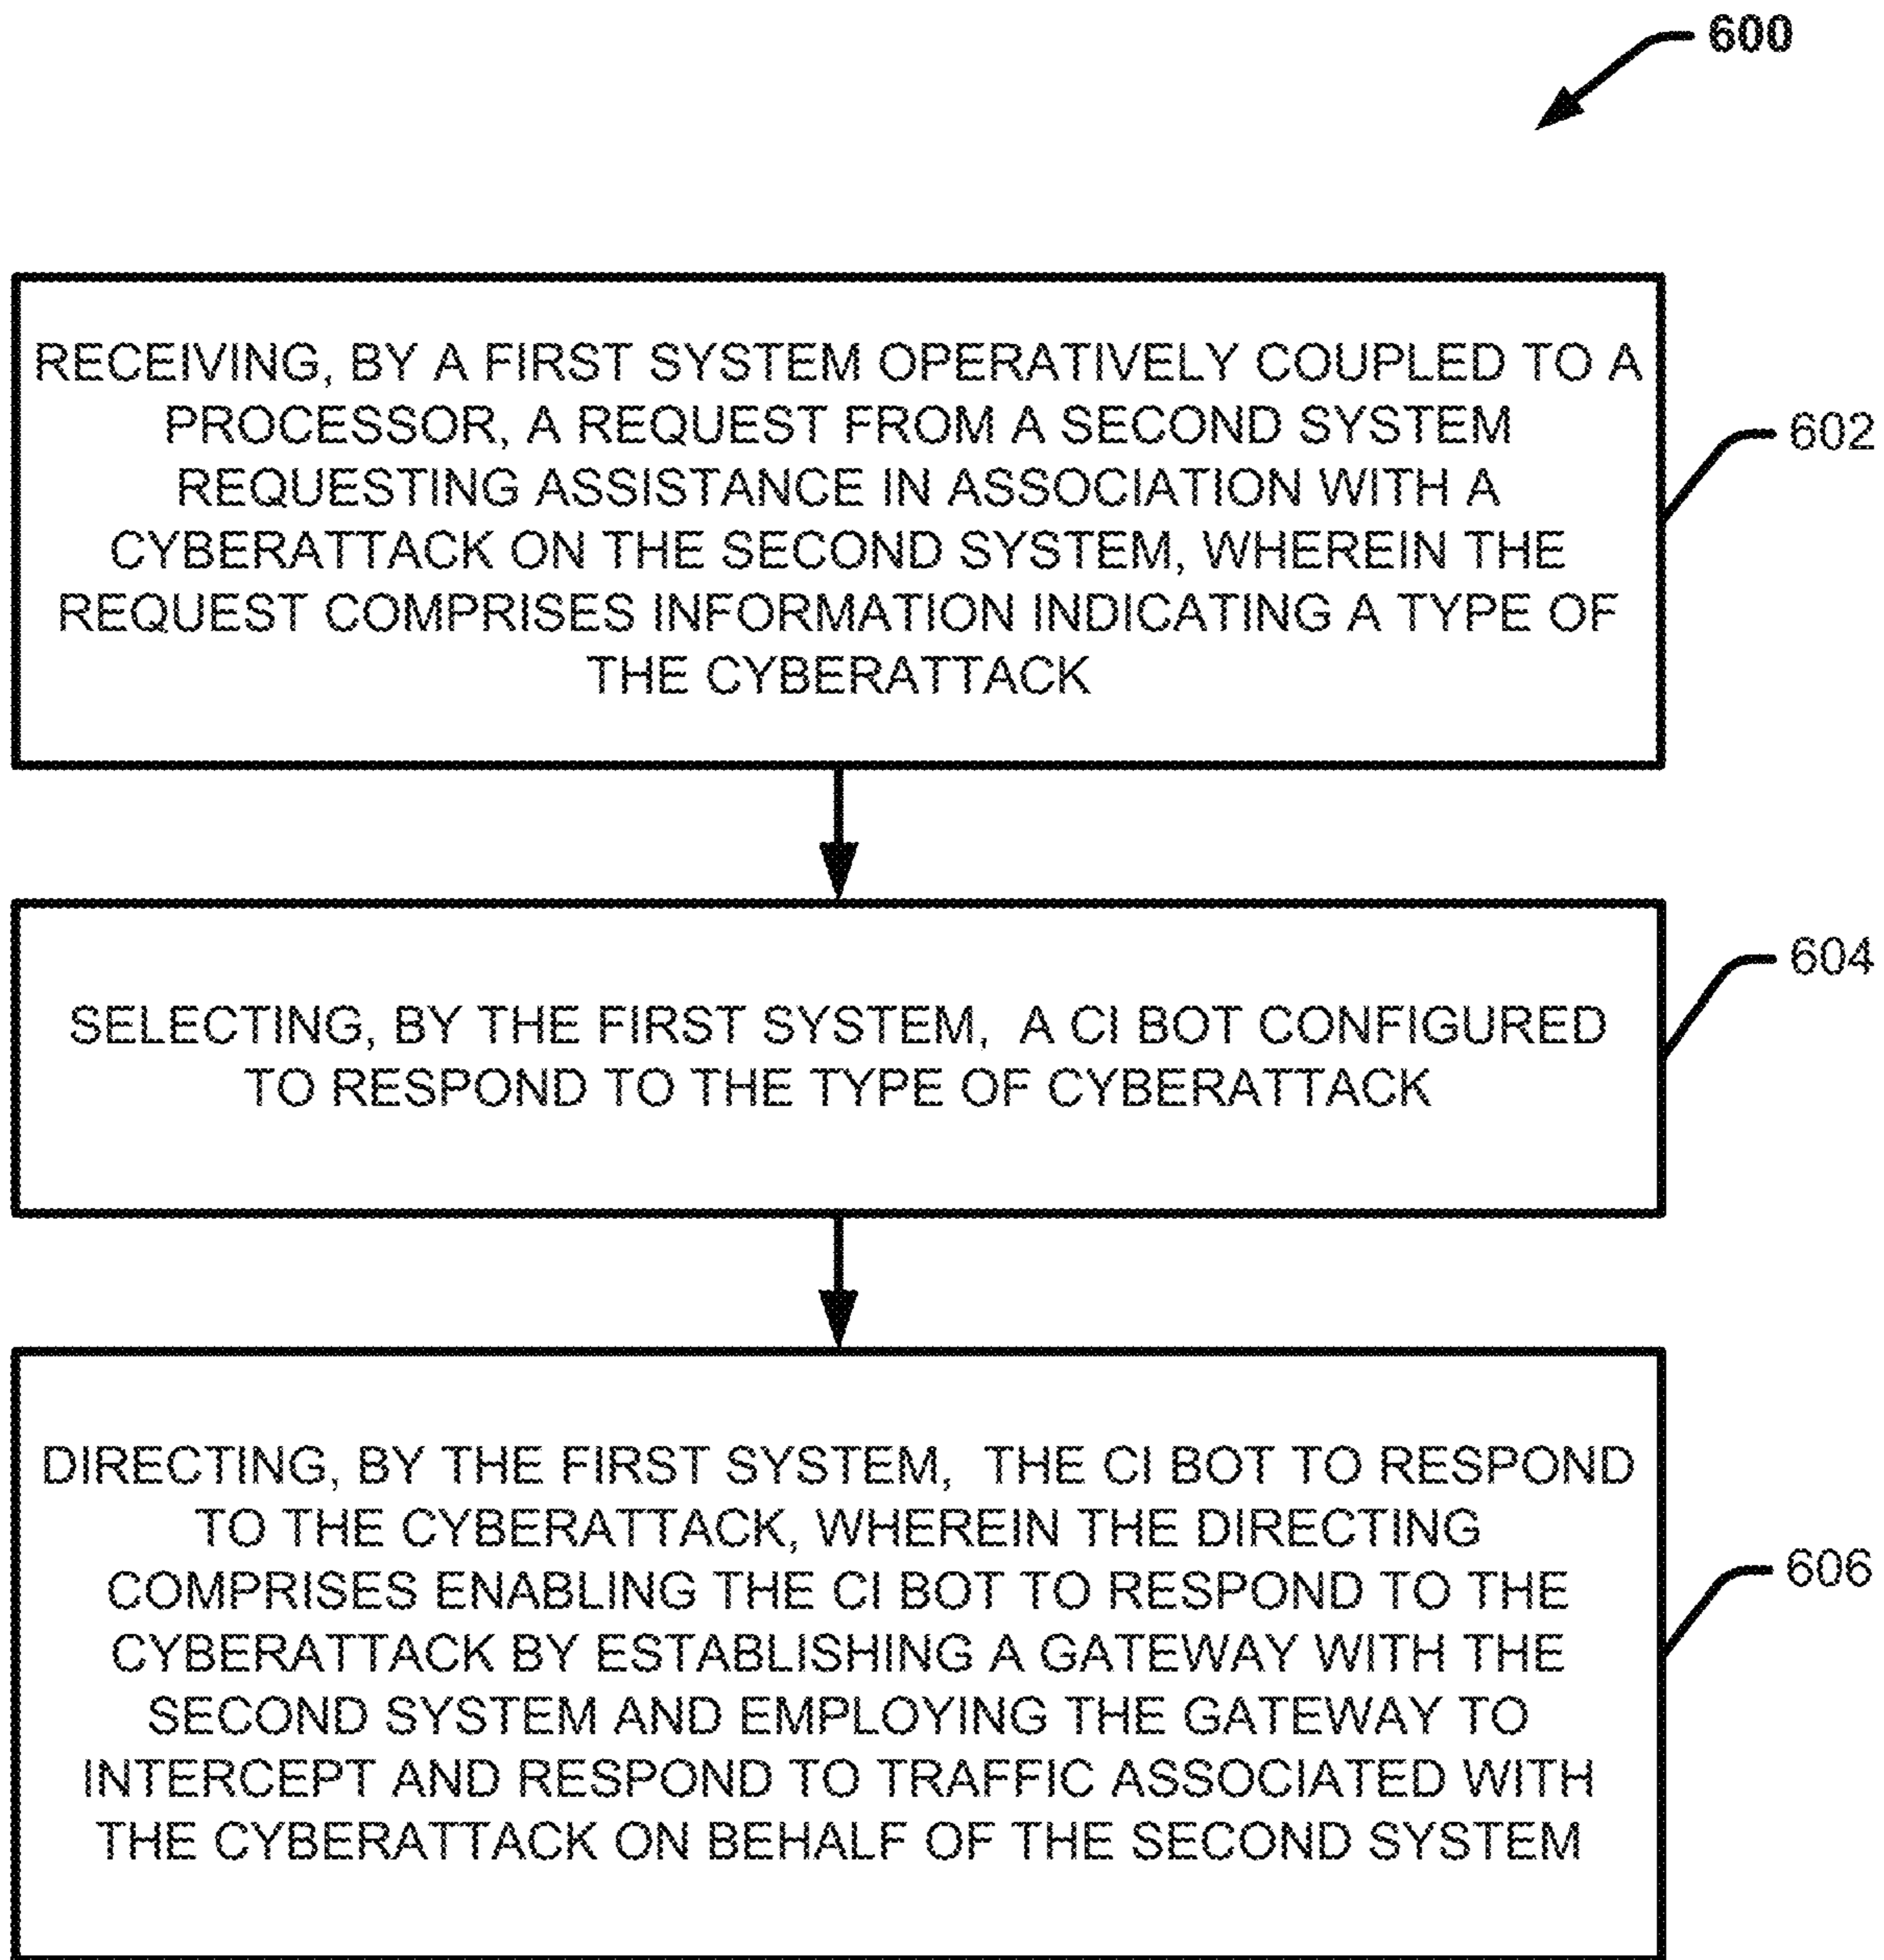 600
RECEIVING, BY A FIRST SYSTEM OPERATIVELY COUPLED TO A
PROCESSOR, A REQUEST FROM A SECOND SYSTEM
REQUESTING ASSISTANCE IN ASSOCIATION WITH A
CYBERATTACK ON THE SECOND SYSTEM, WHEREIN THE
REQUEST COMPRISES INFORMATION INDICATING A TYPE OF
THE CYBERATTACK
602
SELECTING, BY THE FIRST SYSTEM, A CI BOT CONFIGURED
TO RESPOND TO THE TYPE OF CYBERATTACK
604
DIRECTING, BY THE FIRST SYSTEM, THE CI BOT TO RESPOND
TO THE CYBERATTACK, WHEREIN THE DIRECTING
COMPRISES ENABLING THE CI BOT TO RESPOND TO THE
CYBERATTACK BY ESTABLISHING A GATEWAY WITH THE
SECOND SYSTEM AND EMPLOYING THE GATEWAY TO
INTERCEPT AND RESPOND TO TRAFFIC ASSOCIATED WITH
THE CYBERATTACK ON BEHALF OF THE SECOND SYSTEM
606